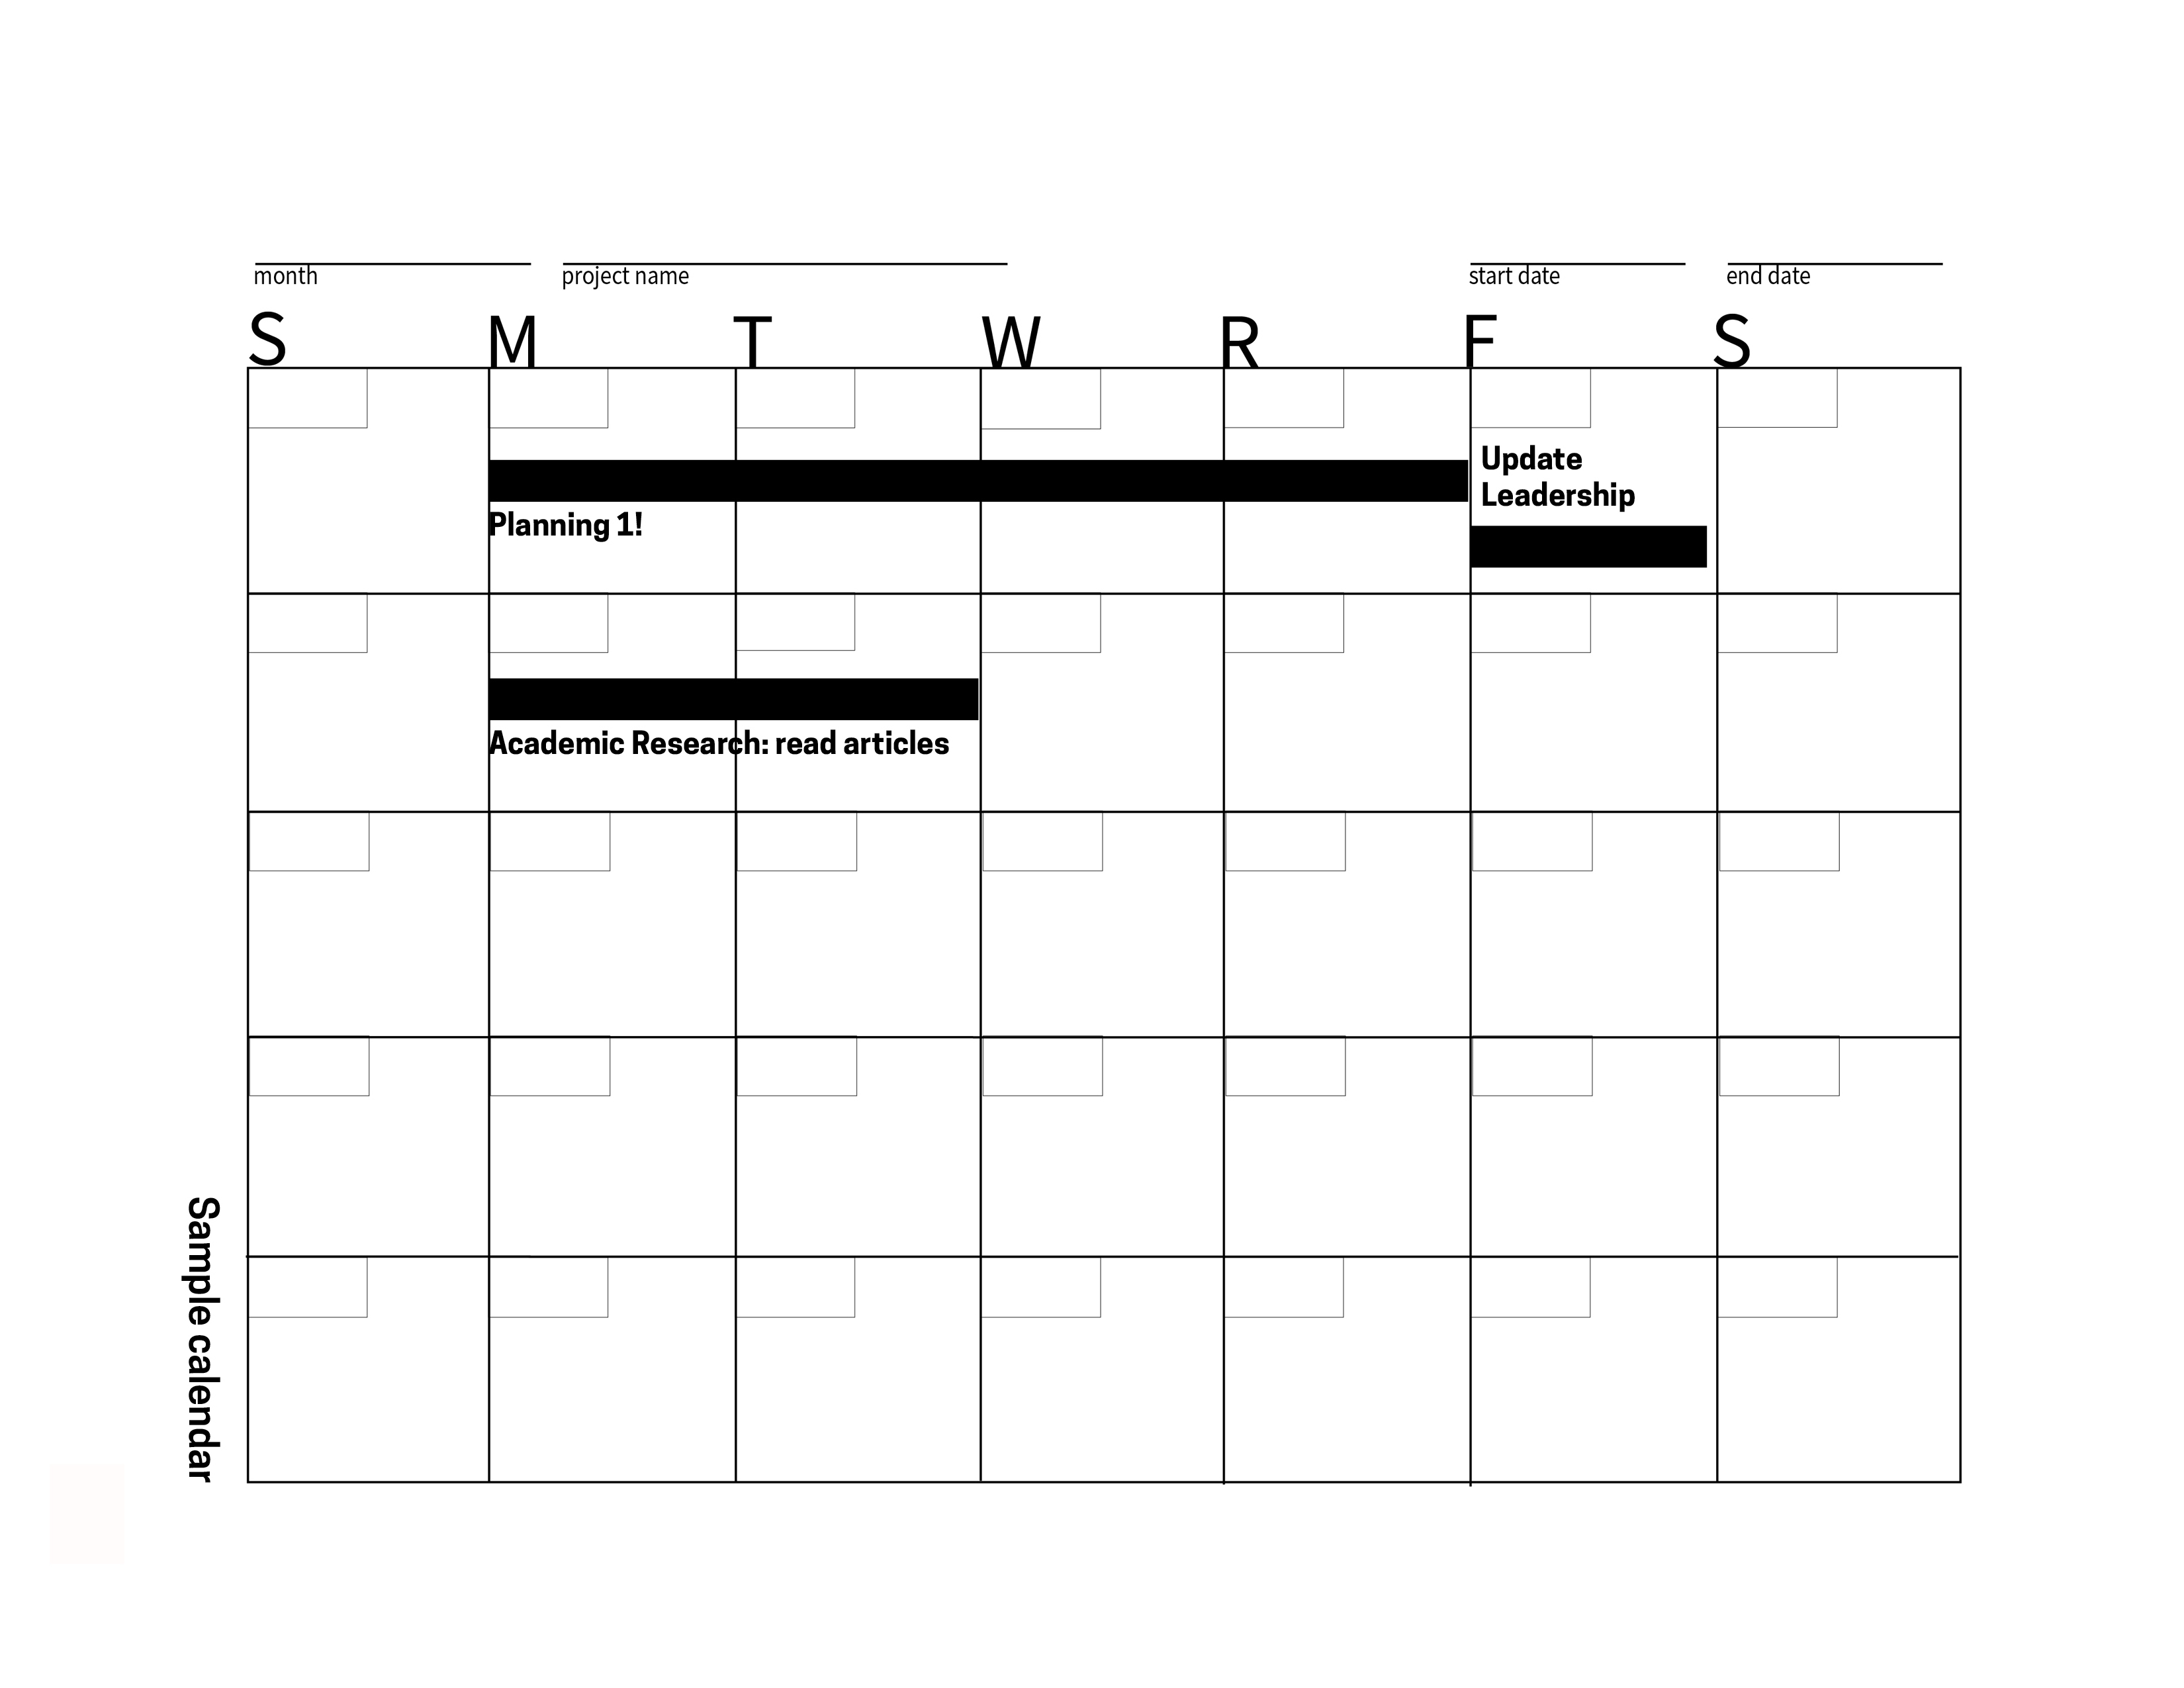 month project name start date end date
S M T W R F S
Update
Leadership
Planning 1!
Academic Research: read articles
Sample calendar